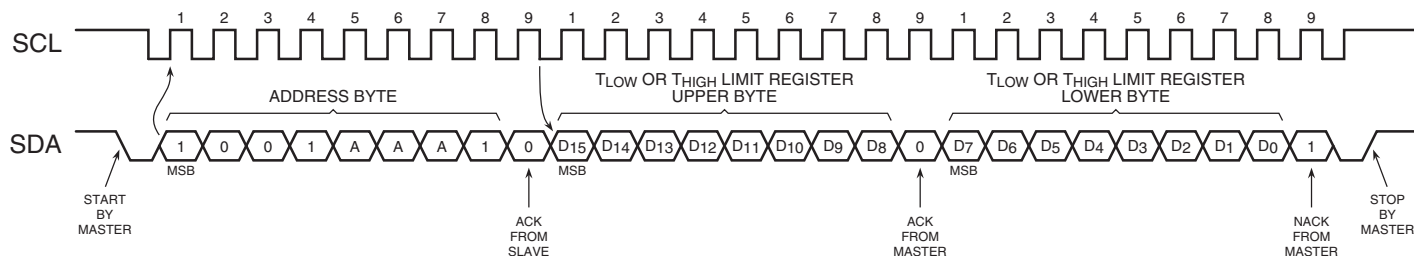 1 2 3 4 5 6 7 8 9 1 2 3 4 5 6 7 8 9 1 2 3 4 5 6 7 8 9
SCL
TLOW OR THIGH LIMIT REGISTER
UPPER BYTE
TLOW OR THIGH LIMIT REGISTER
LOWER BYTE
ADDRESS BYTE
SDA
1 0 0 1 A A A 1 0 D15 D14 D13 D12 D11 D10 D9 D8 0 D7 D6 D5 D4 D3 D2 D1 D0 1
MSB
MSB
MSB
START
BY
MASTER
ACK
FROM
SLAVE
ACK
FROM
MASTER
NACK
FROM
MASTER
STOP
BY
MASTER